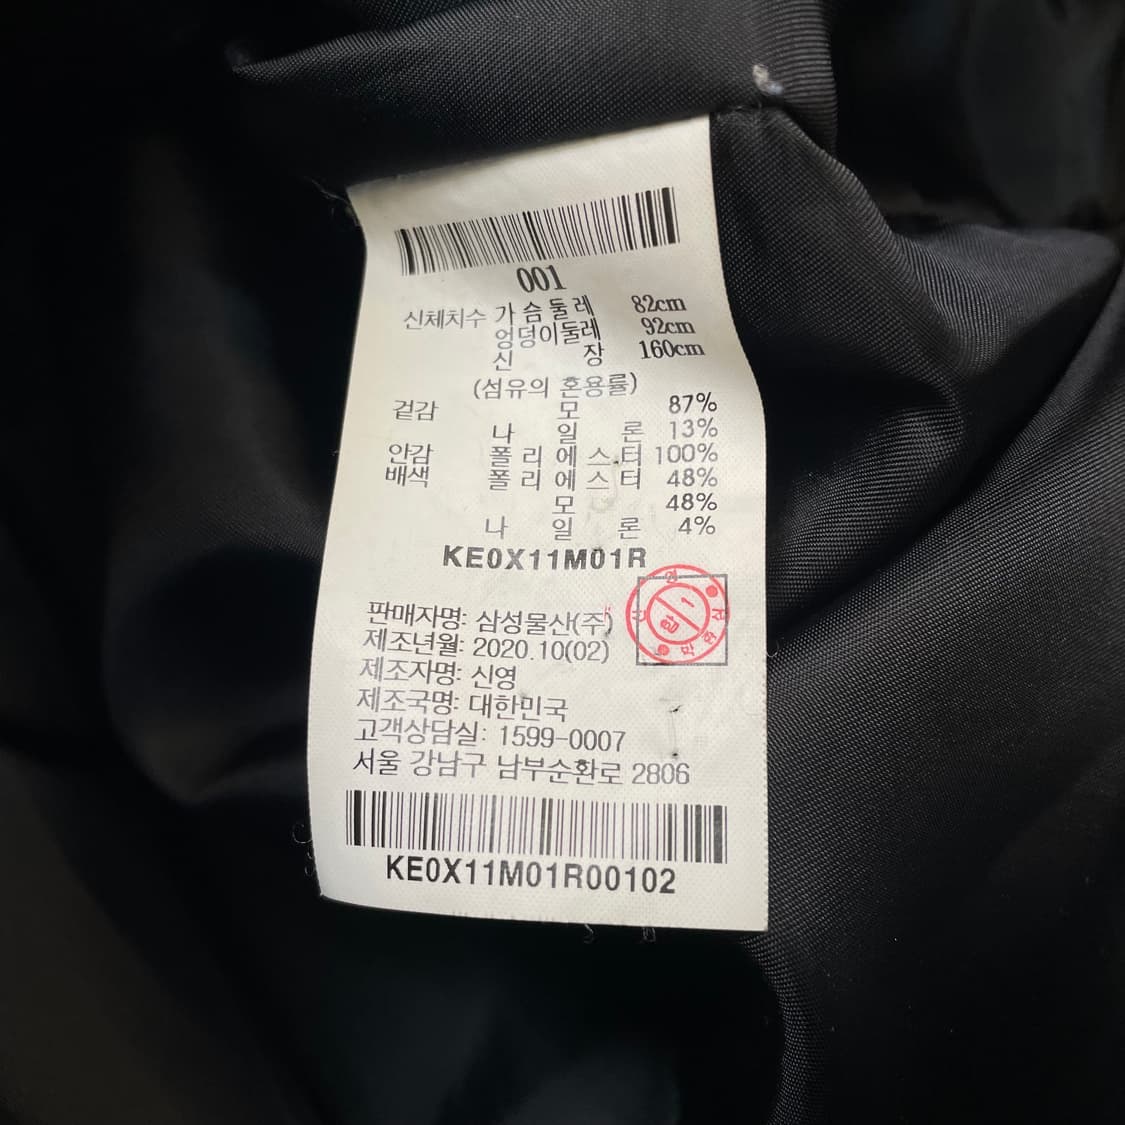 001
신체치수 가슴둘레 82cm
엉덩이둘레 92cm
신 장 160cm
(섬유의 혼용률)
겉감 모 87%
나 일 론 13%
안감 폴 리 에 스 터 100%
배색 폴 리 에 스 터 48%
모 48%
나 일 론 4%
KE0X11M01R
판매자명: 삼성물산(주)
제조년월: 2020.10(02)
제조자명: 신영
제조국명: 대한민국
고객상담실: 1599-0007
서울 강남구 남부순환로 2806
KE0X11M01R00102